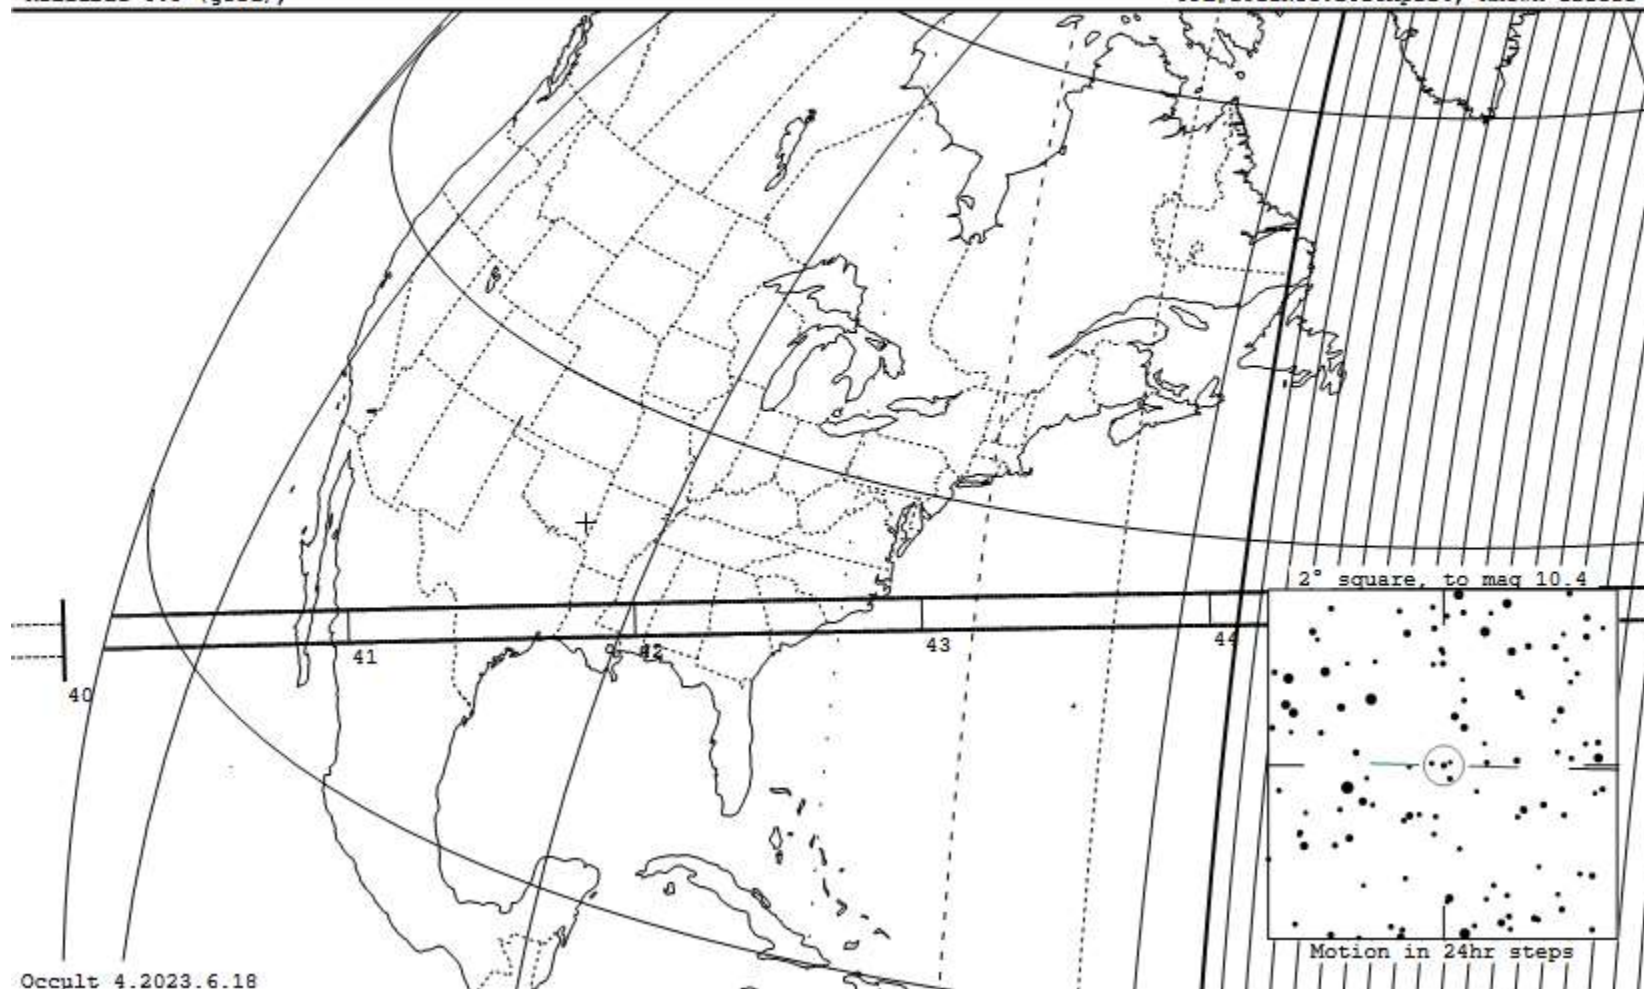 2° square, to mag 10.4
40
41
42
43
44
Motion in 24hr steps
Occult 4.2023.6.18